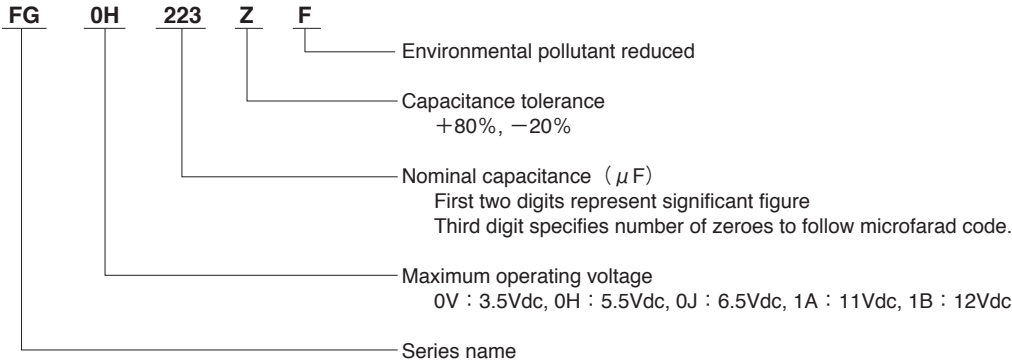 FG 0H 223 Z F
Environmental pollutant reduced
Capacitance tolerance
＋80%, －20%
Nominal capacitance （μF）
First two digits represent significant figure
Third digit specifies number of zeroes to follow microfarad code.
Maximum operating voltage
0V：3.5Vdc, 0H：5.5Vdc, 0J：6.5Vdc, 1A：11Vdc, 1B：12Vdc
Series name